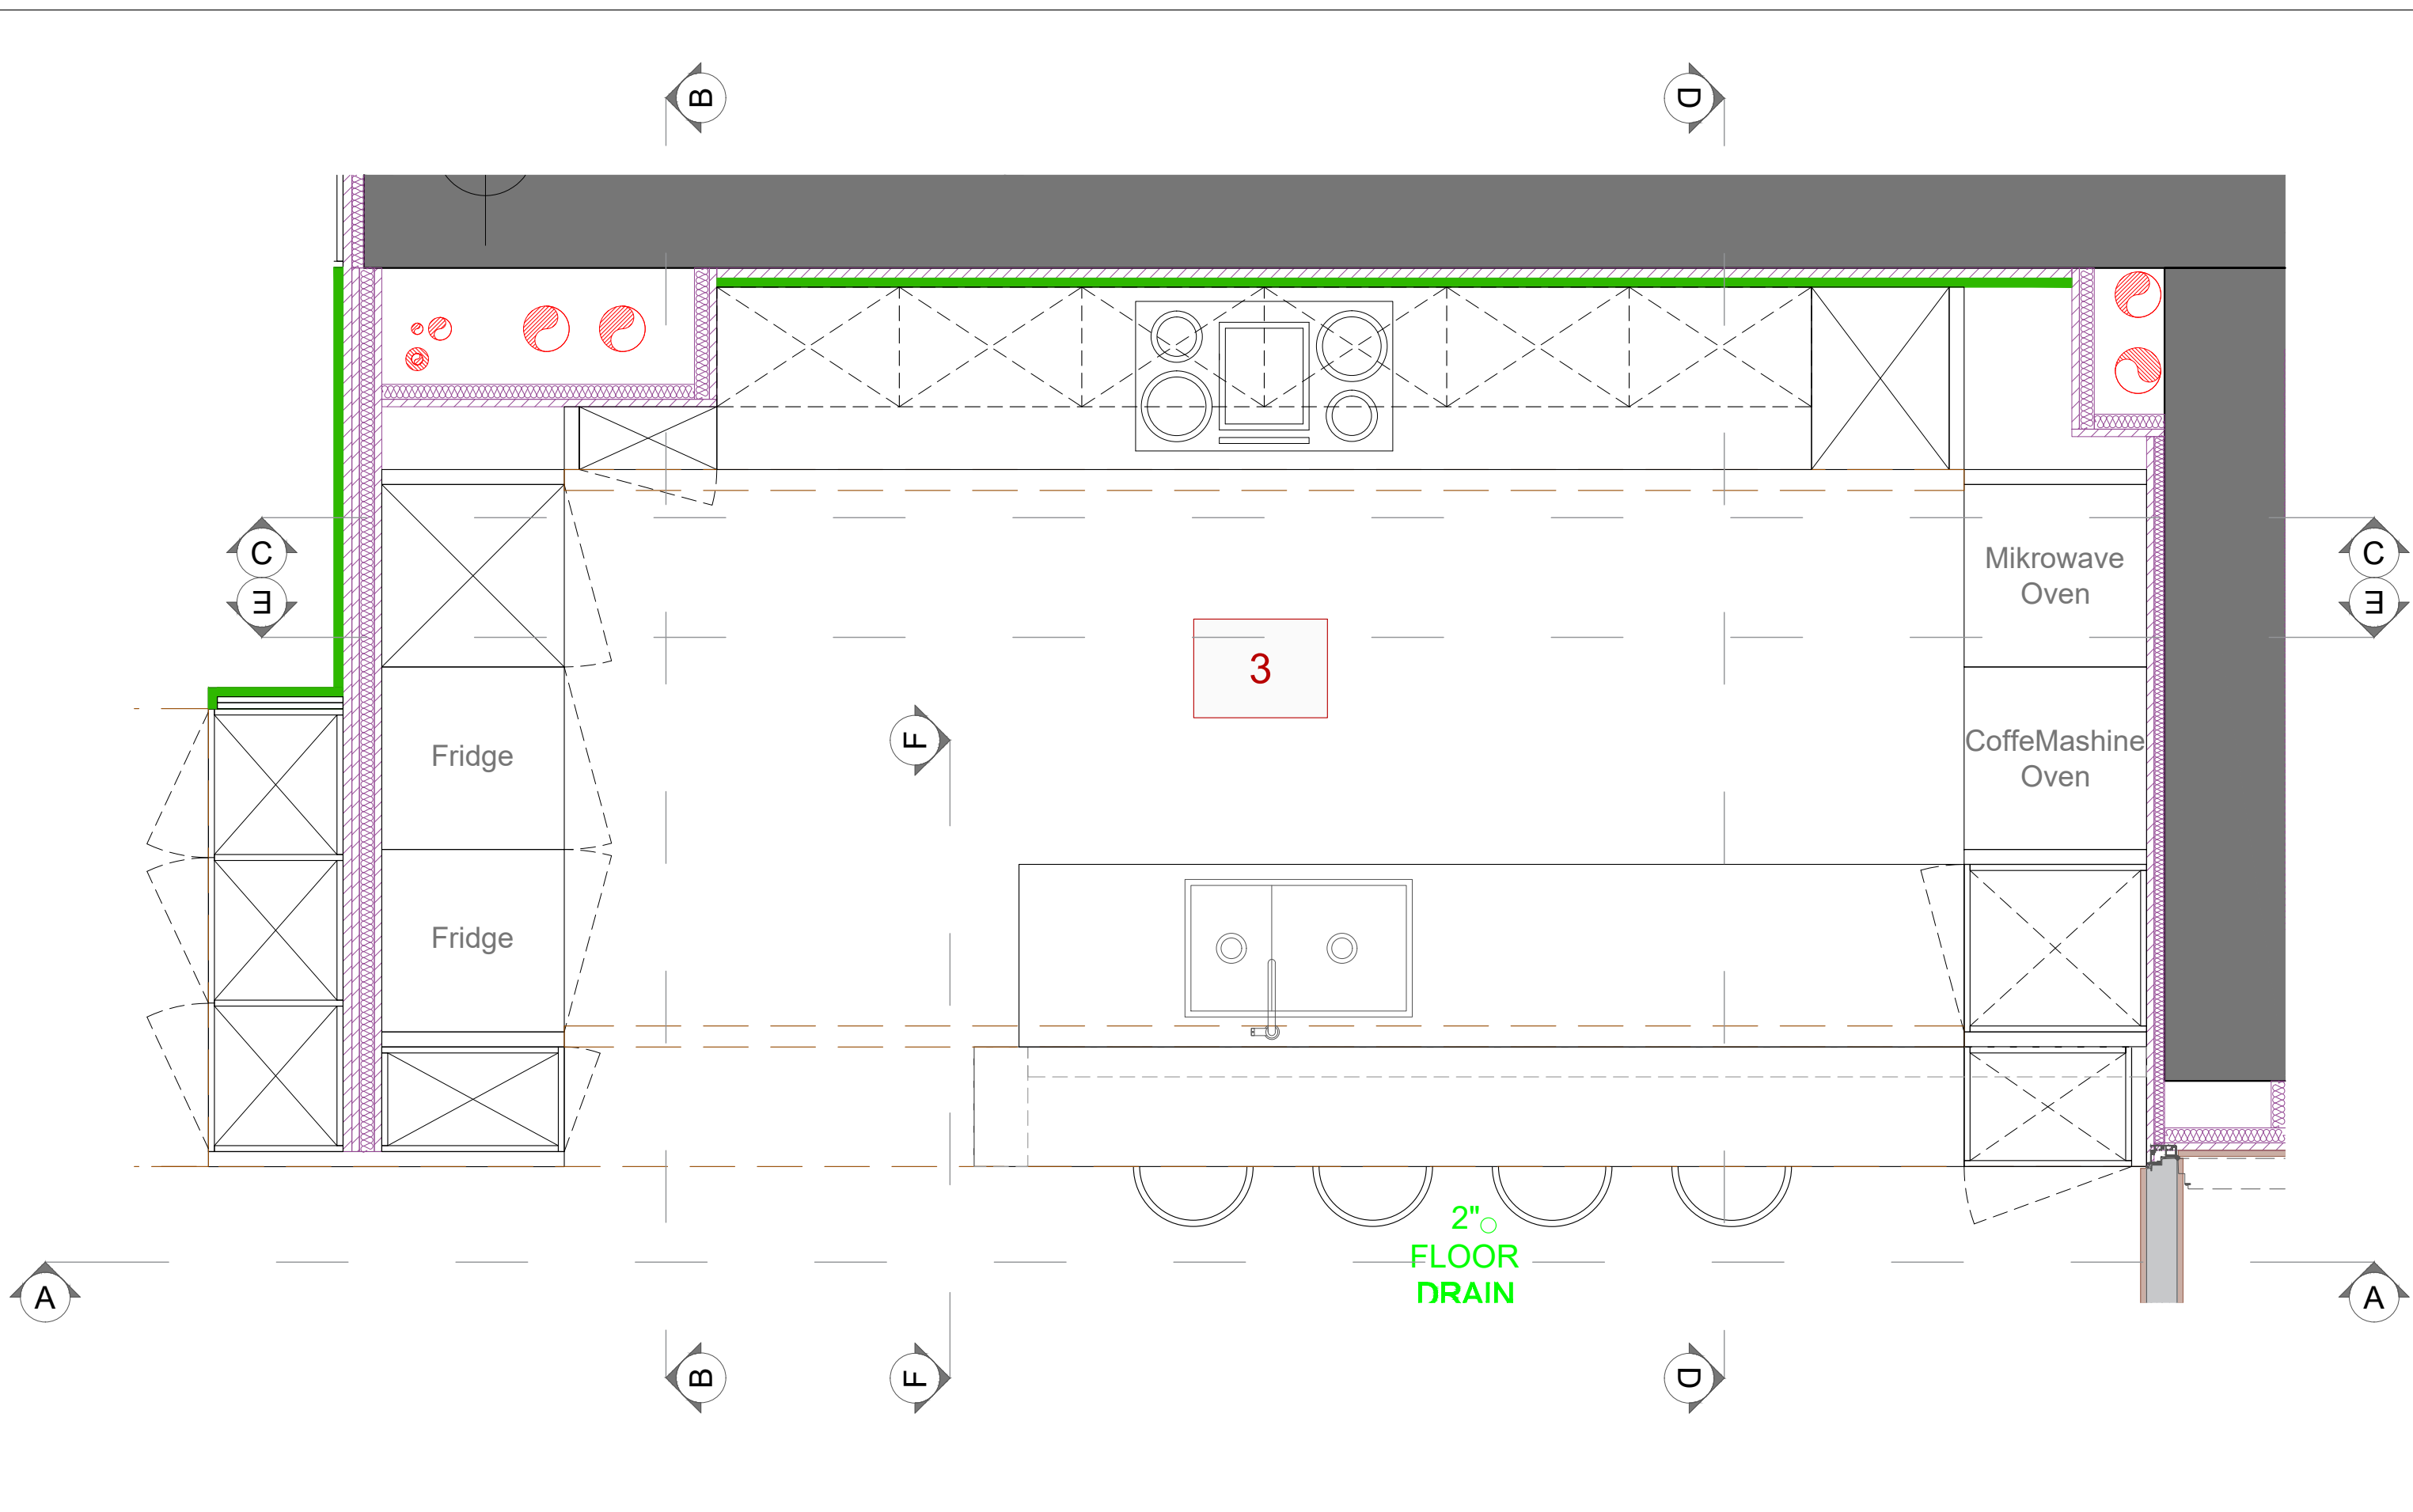 B
D
C
C
E
E
Mikrowave
Oven
3
F
Fridge
CoffeMashine
Oven
Fridge
2"
FLOOR
DRAIN
A
A
B
F
D